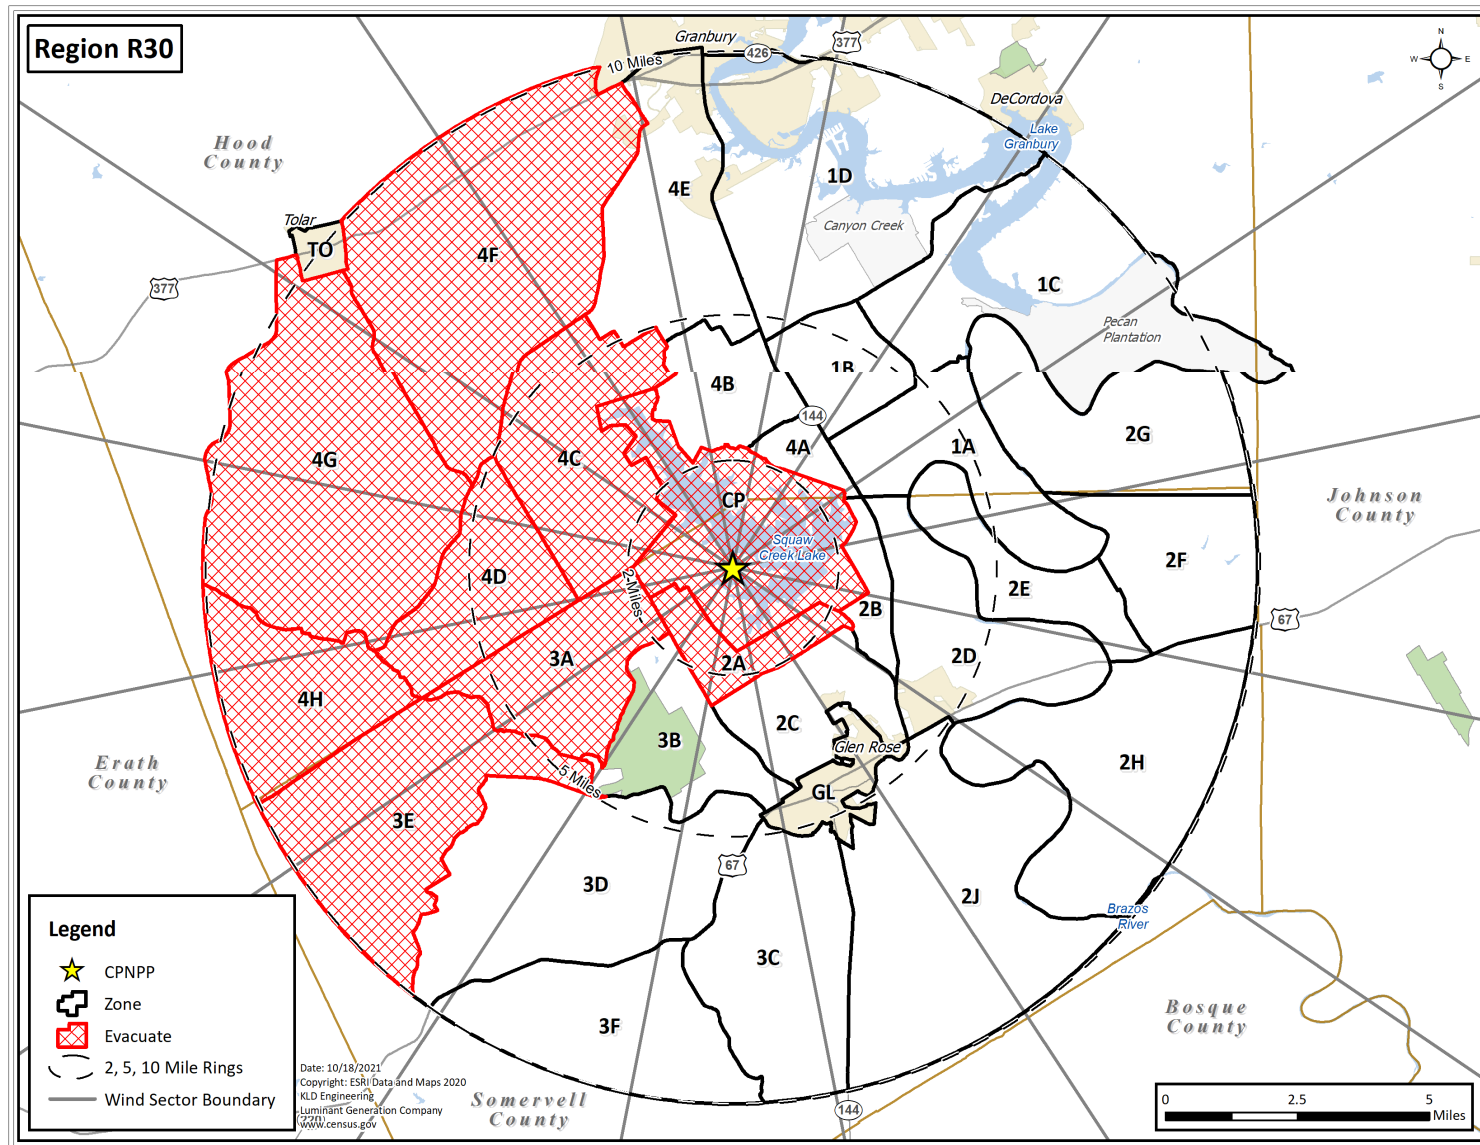 Region R30
Granbury
10 Miles
426
377
N
W E
S
DeCordova
Lake
Granbury
Hood
County
4E
1D
Tolar
TO
4F
Canyon Creek
377
1C
Pecan
Plantation
1B
4B
144
4A
1A
2G
4G
4C
CP
Johnson
County
Squaw
Creek Lake
2F
4D
2-Miles
2E
2B
67
3A
2A
2D
4H
2C
3B
Glen Rose
Erath
County
5 Miles
2H
GL
3E
67
3D
2J
Brazos
River
3C
Bosque
County
3F
Legend
CPNPP
Zone
Evacuate
2, 5, 10 Mile Rings
Wind Sector Boundary
Date: 10/18/2021
Copyright: ESRI Data and Maps 2020
KLD Engineering
Luminant Generation Company
www.census.gov
Somervell
County
144
0 2.5 5
Miles